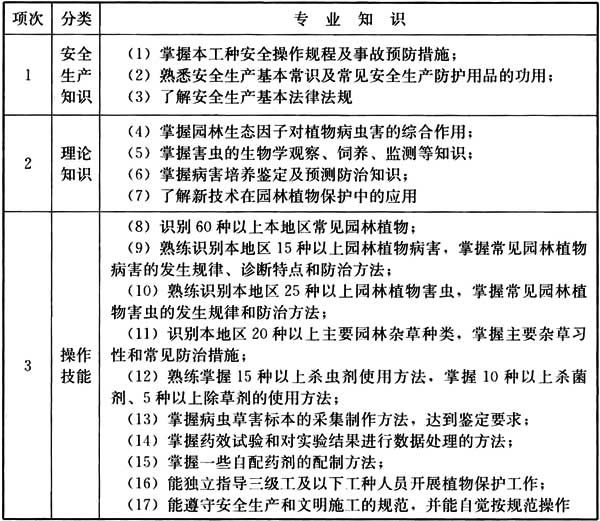 项次 分类 专业知识
1 安全生产知识
(1)掌握本工种安全操作规程及事故预防措施;
(2)熟悉安全生产基本常识及常见安全生产防护用品的功用;
(3)了解安全生产基本法律法规
2 理论知识
(4)掌握园林生态因子对植物病虫害的综合作用;
(5)掌握害虫的生物学观察、饲养、监测等知识;
(6)掌握病害培养鉴定及预测防治知识;
(7)了解新技术在园林植物保护中的应用
3 操作技能
(8)识别60种以上本地区常见园林植物;
(9)熟练识别本地区15种以上园林植物病害，掌握常见园林植物
病害的发生规律、诊断特点和防治方法;
(10)熟练识别本地区25种以上园林植物害虫，掌握常见园林植
物害虫的发生规律和防治方法;
(11)识别本地区20种以上主要园林杂草种类，掌握主要杂草习
性和常见防治措施;
(12)熟练掌握15种以上杀虫剂使用方法，掌握10种以上杀菌
剂、5种以上除草剂的使用方法;
(13)掌握病虫草害标本的采集制作方法，达到鉴定要求;
(14)掌握药效试验和对实验结果进行数据处理的方法;
(15)掌握一些自配药剂的配制方法;
(16)能独立指导三级工及以下工种人员开展植物保护工作;
(17)能遵守安全生产和文明施工的规范，并能自觉按规范操作